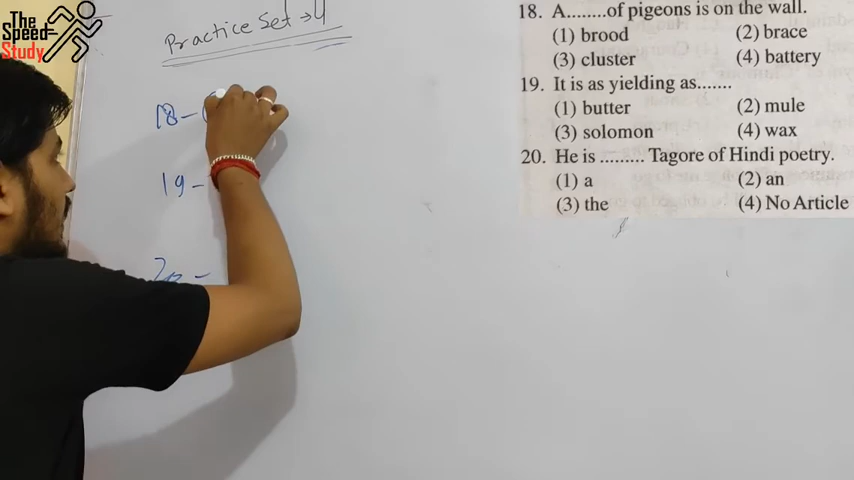 The
Speed
Study
Practice Set → 4
18 -
19 -
20 -
18. A........of pigeons is on the wall.
(1) brood (2) brace
(3) cluster (4) battery
19. It is as yielding as.......
(1) butter (2) mule
(3) solomon (4) wax
20. He is ......... Tagore of Hindi poetry.
(1) a (2) an
(3) the (4) No Article